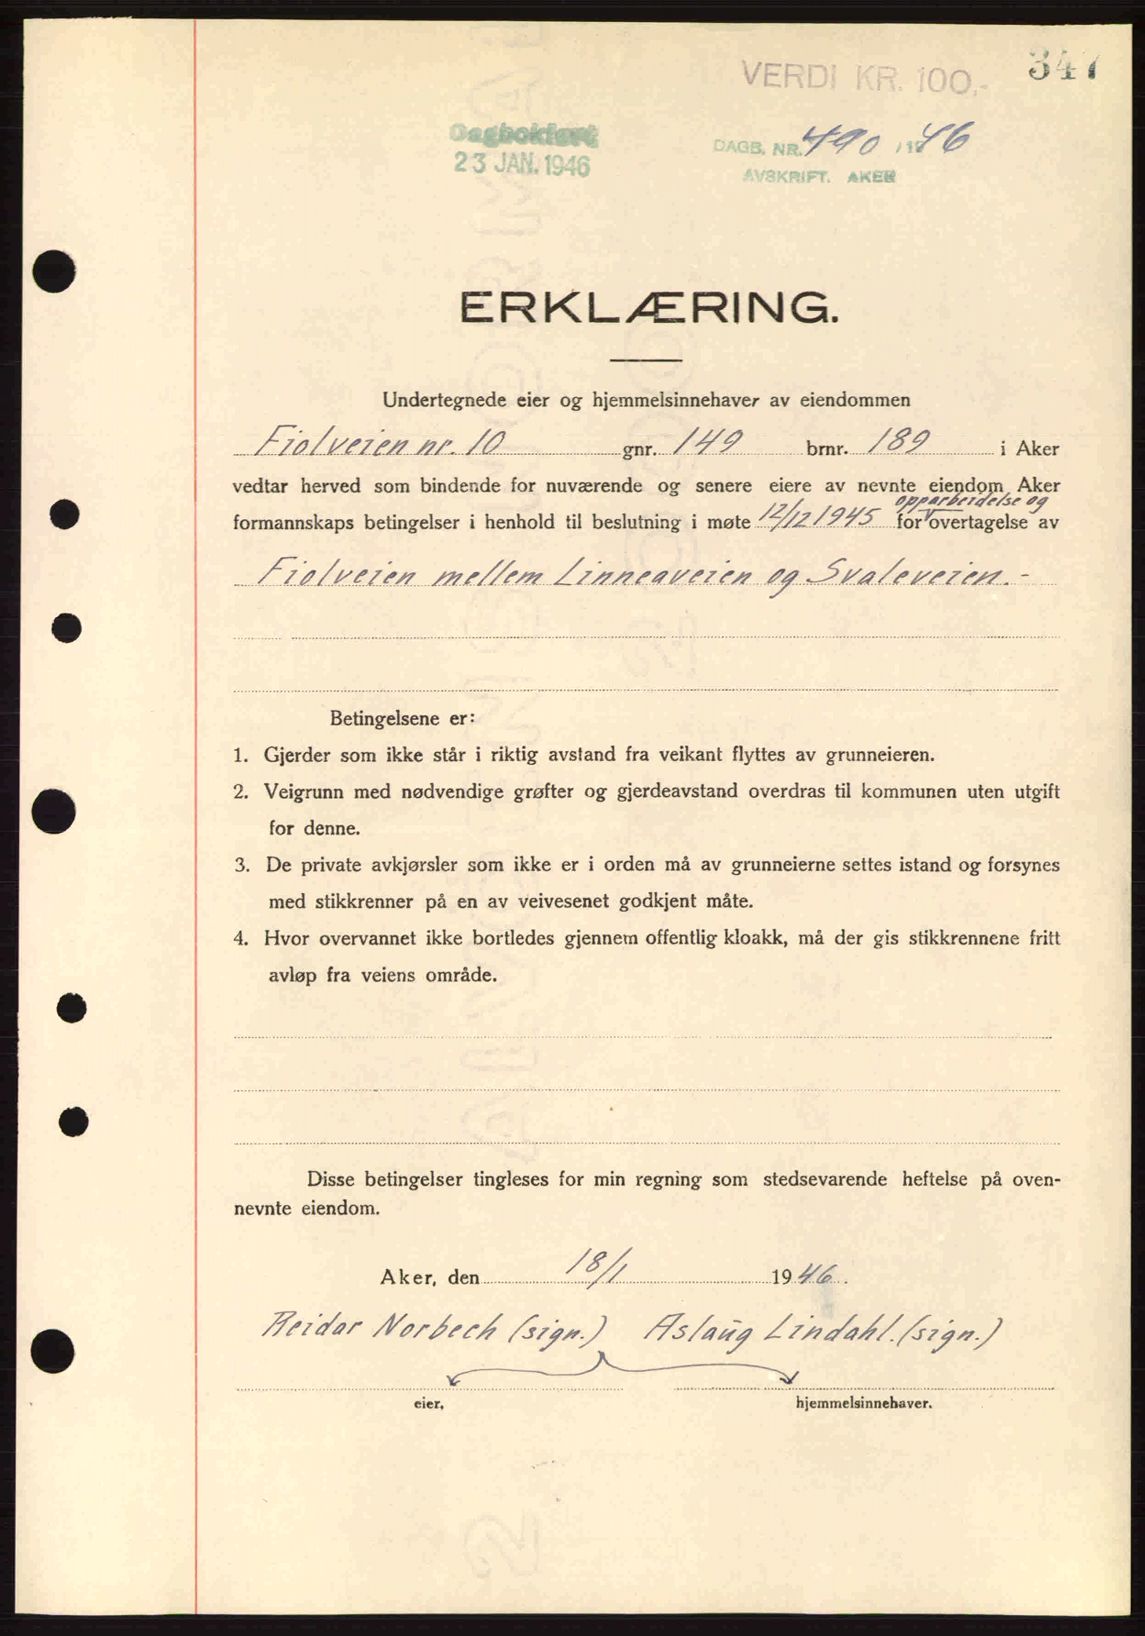 347
VERDI KR. 100,-
Dagbokført
23 JAN. 1946
DAGB. NR. 490 /1946
AVSKRIFT. AKER
ERKLÆRING.
Undertegnede eier og hjemmelsinnehaver av eiendommen
Fiolveien nr. 10 gnr. 149 brnr. 189 i Aker
vedtar herved som bindende for nuværende og senere eiere av nevnte eiendom Aker
opparbeidelse og
formannskaps betingelser i henhold til beslutning i møte 12/12 1945 for overtagelse av
Fiolveien mellem Linneaveien og Svaleveien.-
Betingelsene er:
1. Gjerder som ikke står i riktig avstand fra veikant flyttes av grunneieren.
2. Veigrunn med nødvendige grøfter og gjerdeavstand overdras til kommunen uten utgift
for denne.
3. De private avkjørsler som ikke er i orden må av grunneierne settes istand og forsynes
med stikkrenner på en av veivesenet godkjent måte.
4. Hvor overvannet ikke bortledes gjennem offentlig kloakk, må der gis stikkrennene fritt
avløp fra veiens område.
Disse betingelser tingleses for min regning som stedsevarende heftelse på oven-
nevnte eiendom.
Aker, den 18/1 1946.
Reidar Norbech (sign.) Aslaug Lindahl. (sign.)
eier, hjemmelsinnehaver.